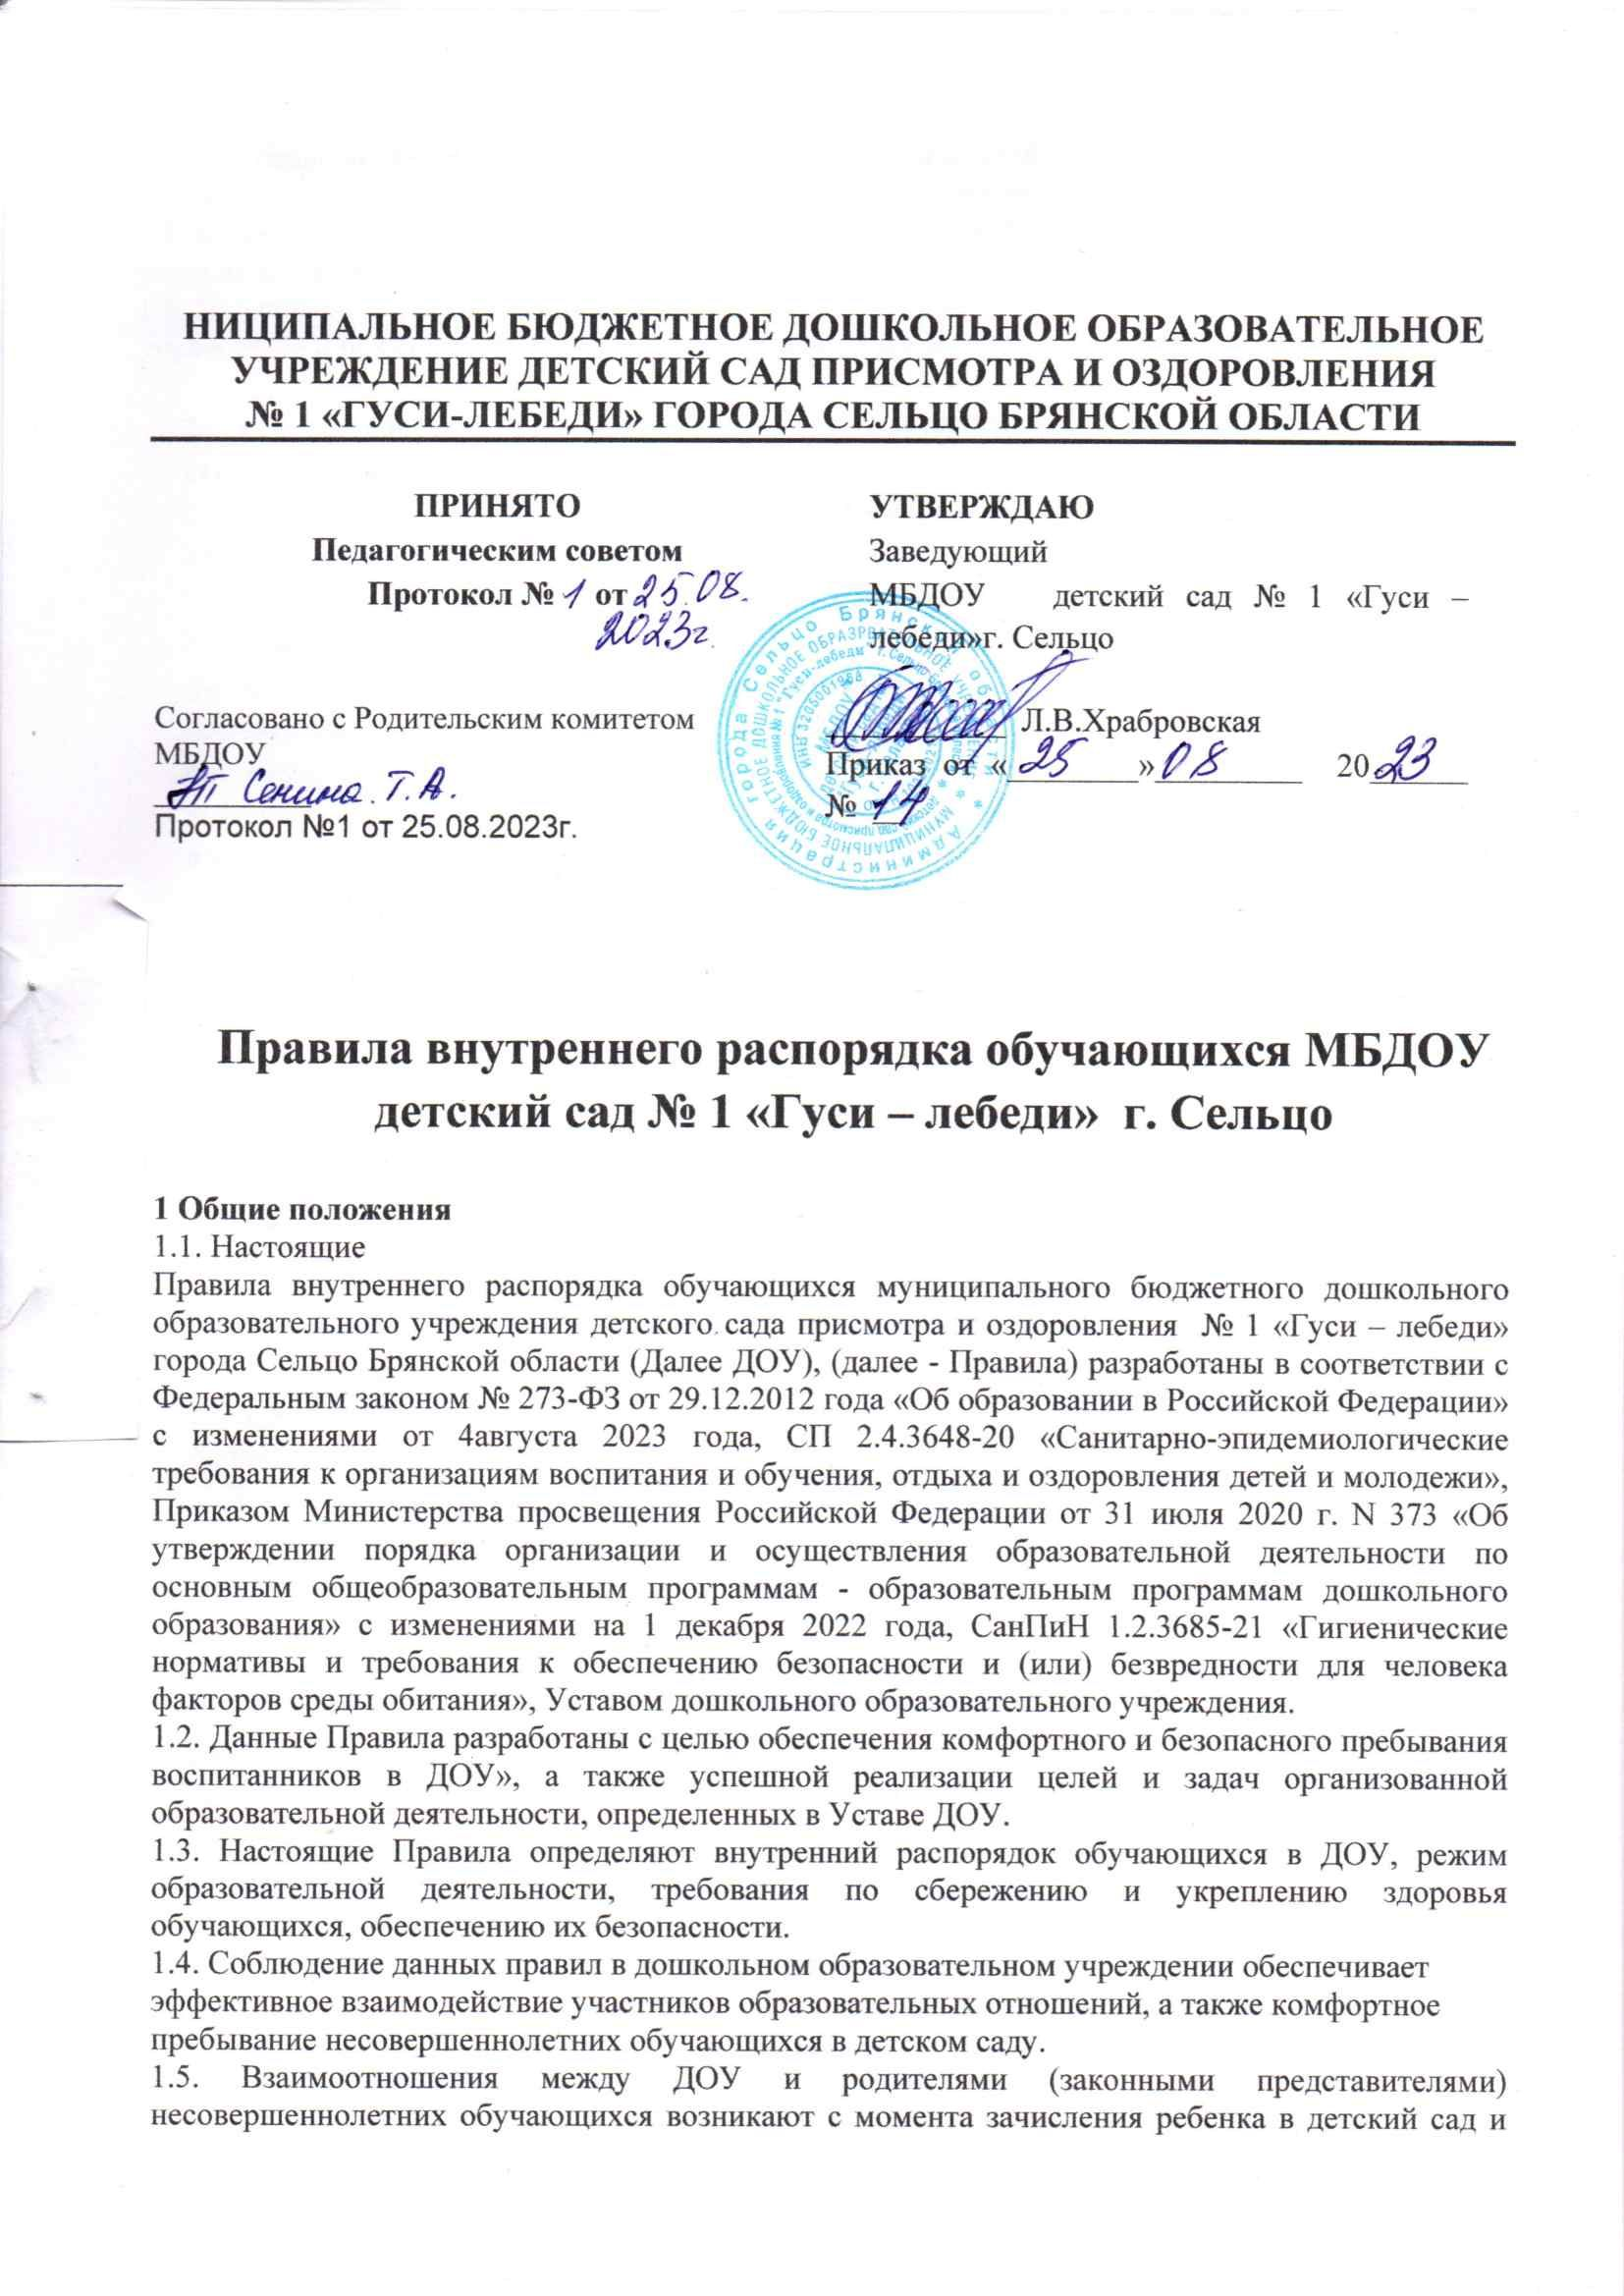 НИЦИПАЛЬНОЕ БЮДЖЕТНОЕ ДОШКОЛЬНОЕ ОБРАЗОВАТЕЛЬНОЕ
УЧРЕЖДЕНИЕ ДЕТСКИЙ САД ПРИСМОТРА И ОЗДОРОВЛЕНИЯ
№ 1 «ГУСИ-ЛЕБЕДИ» ГОРОДА СЕЛЬЦО БРЯНСКОЙ ОБЛАСТИ
ПРИНЯТО
Педагогическим советом
Протокол № 1 от 25.08.
2023г.
Согласовано с Родительским комитетом
МБДОУ
Сенина Т.А.
Протокол №1 от 25.08.2023г.
УТВЕРЖДАЮ
Заведующий
МБДОУ детский сад № 1 «Гуси –
лебеди»г. Сельцо
Л.В.Храбровская
Приказ от « 25 » 08 20 23
№ 14
Администрация города Сельцо Брянской области
Правила внутреннего распорядка обучающихся МБДОУ
детский сад № 1 «Гуси – лебеди» г. Сельцо
1 Общие положения
1.1. Настоящие
Правила внутреннего распорядка обучающихся муниципального бюджетного дошкольного
образовательного учреждения детского сада присмотра и оздоровления № 1 «Гуси – лебеди»
города Сельцо Брянской области (Далее ДОУ), (далее - Правила) разработаны в соответствии с
Федеральным законом № 273-ФЗ от 29.12.2012 года «Об образовании в Российской Федерации»
с изменениями от 4августа 2023 года, СП 2.4.3648-20 «Санитарно-эпидемиологические
требования к организациям воспитания и обучения, отдыха и оздоровления детей и молодежи»,
Приказом Министерства просвещения Российской Федерации от 31 июля 2020 г. N 373 «Об
утверждении порядка организации и осуществления образовательной деятельности по
основным общеобразовательным программам - образовательным программам дошкольного
образования» с изменениями на 1 декабря 2022 года, СанПиН 1.2.3685-21 «Гигиенические
нормативы и требования к обеспечению безопасности и (или) безвредности для человека
факторов среды обитания», Уставом дошкольного образовательного учреждения.
1.2. Данные Правила разработаны с целью обеспечения комфортного и безопасного пребывания
воспитанников в ДОУ», а также успешной реализации целей и задач организованной
образовательной деятельности, определенных в Уставе ДОУ.
1.3. Настоящие Правила определяют внутренний распорядок обучающихся в ДОУ, режим
образовательной деятельности, требования по сбережению и укреплению здоровья
обучающихся, обеспечению их безопасности.
1.4. Соблюдение данных правил в дошкольном образовательном учреждении обеспечивает
эффективное взаимодействие участников образовательных отношений, а также комфортное
пребывание несовершеннолетних обучающихся в детском саду.
1.5. Взаимоотношения между ДОУ и родителями (законными представителями)
несовершеннолетних обучающихся возникают с момента зачисления ребенка в детский сад и